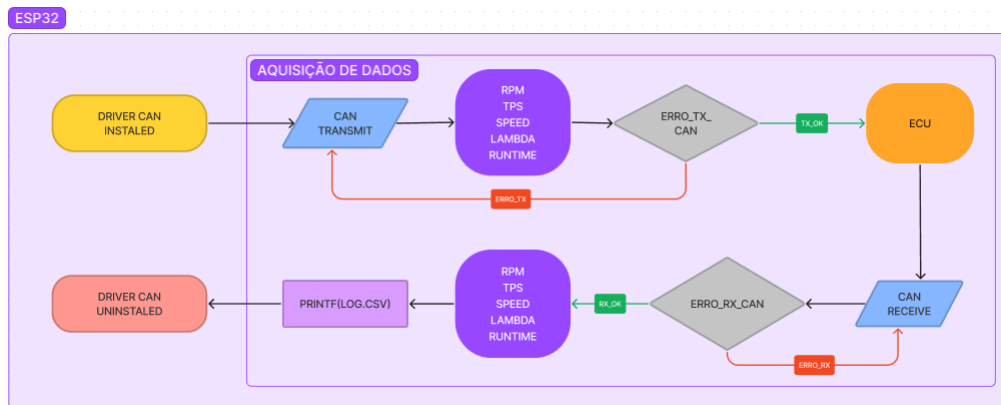 ESP32
AQUISIÇÃO DE DADOS
DRIVER CAN
INSTALED
CAN
TRANSMIT
RPM
TPS
SPEED
LAMBDA
RUNTIME
ERRO_TX_
CAN
TX_OK
ECU
ERRO_TX
DRIVER CAN
UNINSTALED
PRINTF(LOG.CSV)
RPM
TPS
SPEED
LAMBDA
RUNTIME
RX_OK
ERRO_RX_CAN
CAN
RECEIVE
ERRO_RX